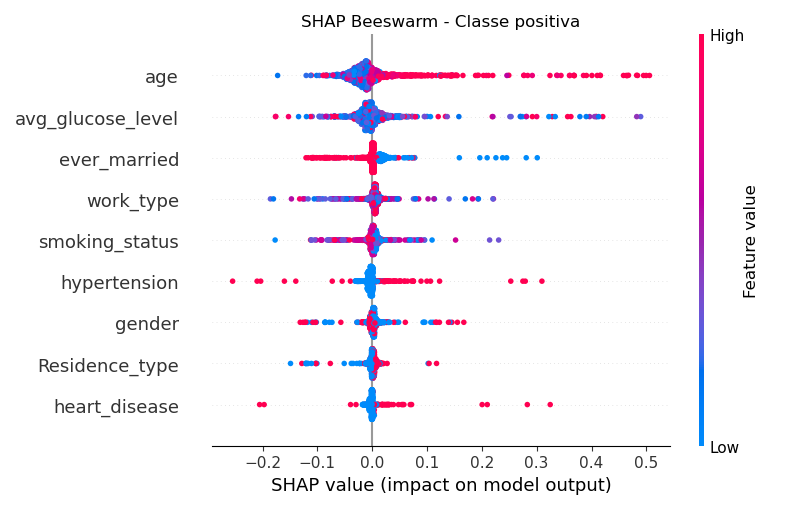 SHAP Beeswarm - Classe positiva
High
age
avg_glucose_level
ever_married
work_type
smoking_status
hypertension
gender
Residence_type
heart_disease
Feature value
Low
−0.2 −0.1 0.0 0.1 0.2 0.3 0.4 0.5
SHAP value (impact on model output)